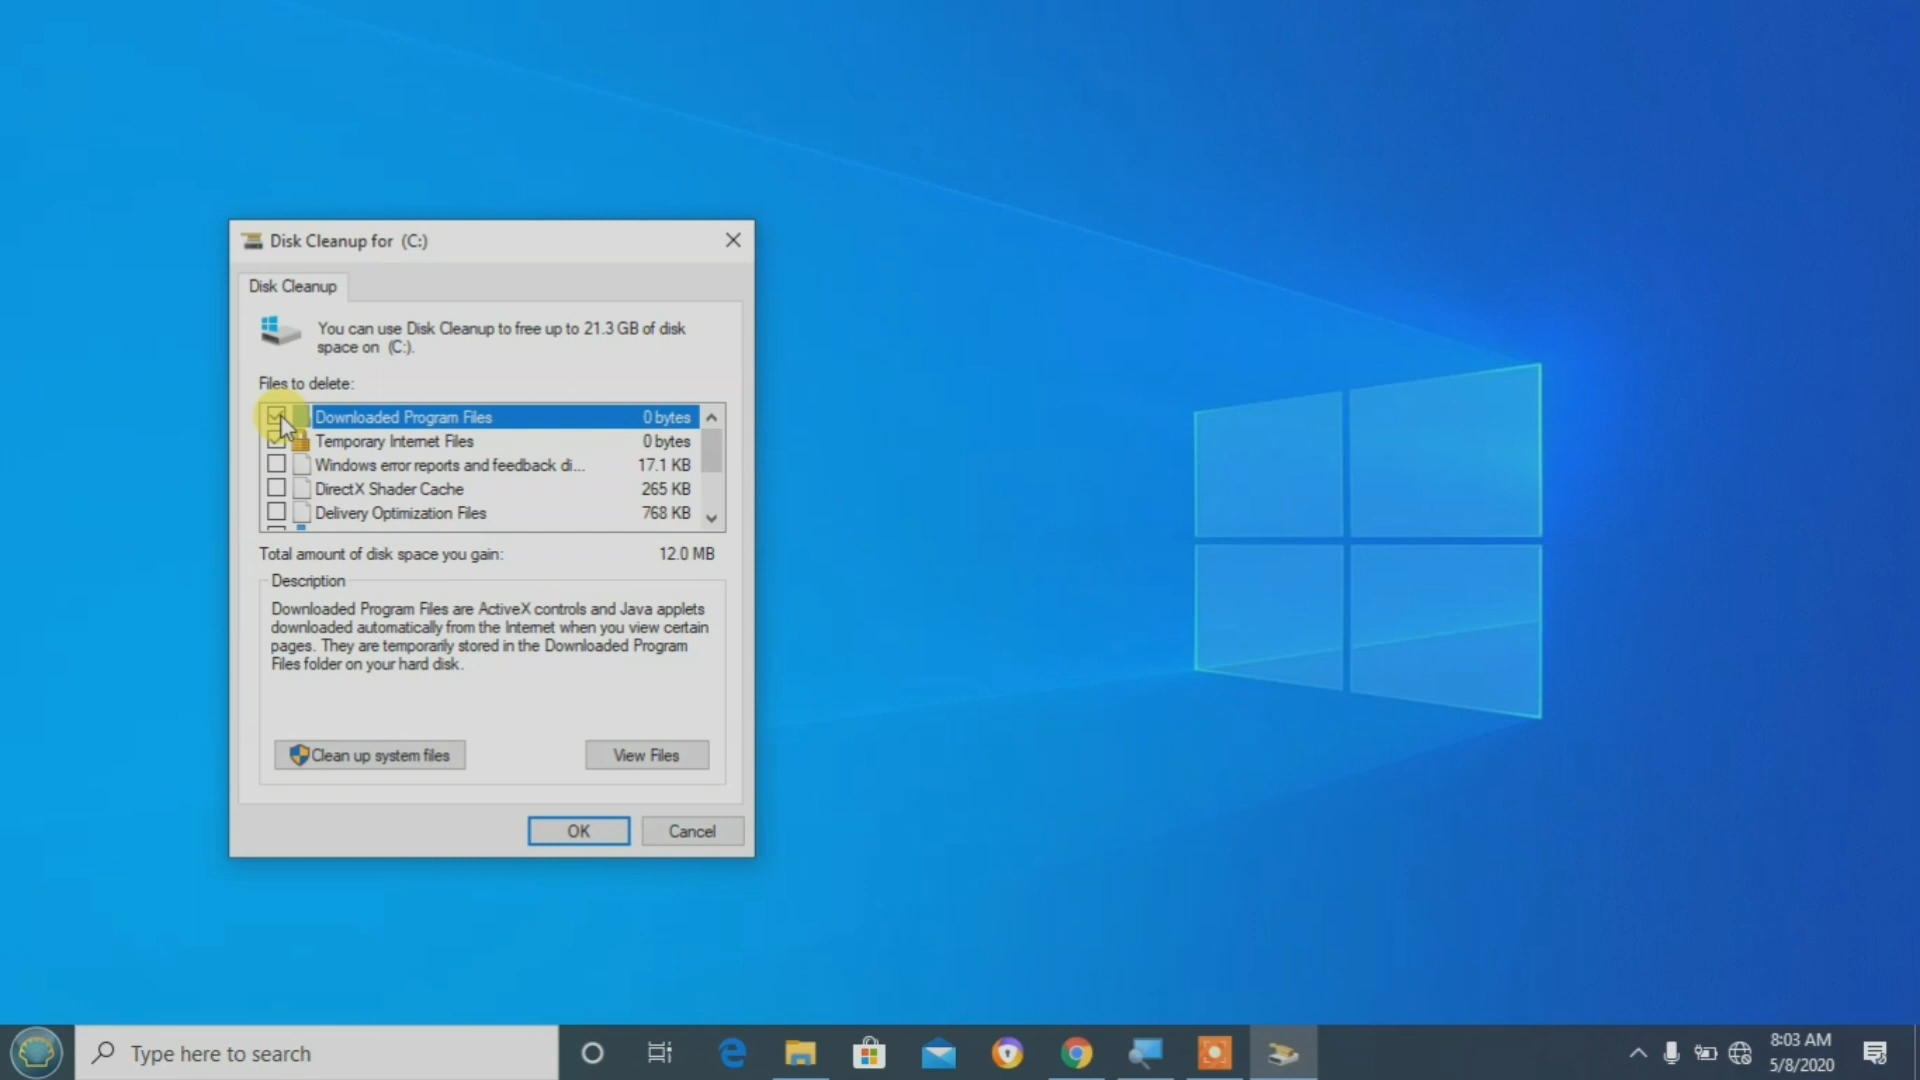 Disk Cleanup for (C:)
Disk Cleanup
You can use Disk Cleanup to free up to 21.3 GB of disk
space on (C:).
Files to delete:
Downloaded Program Files 0 bytes
Temporary Internet Files 0 bytes
Windows error reports and feedback di... 17.1 KB
DirectX Shader Cache 265 KB
Delivery Optimization Files 768 KB
Total amount of disk space you gain: 12.0 MB
Description
Downloaded Program Files are ActiveX controls and Java applets
downloaded automatically from the Internet when you view certain
pages. They are temporarily stored in the Downloaded Program
Files folder on your hard disk.
Clean up system files View Files
OK Cancel
Type here to search
8:03 AM
5/8/2020